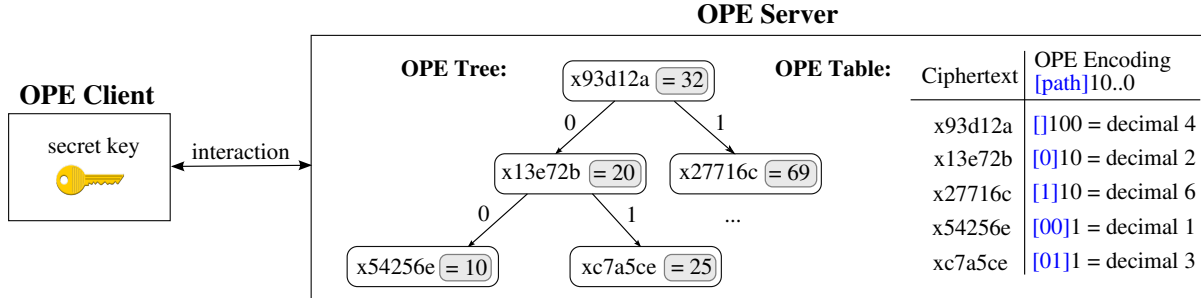 OPE Server
OPE Client
secret key
interaction
OPE Tree:
x93d12a = 32
0 1
x13e72b = 20
x27716c = 69
0 1
...
x54256e = 10
xc7a5ce = 25
OPE Table:
Ciphertext
OPE Encoding
[path]10..0
x93d12a []100 = decimal 4
x13e72b [0]10 = decimal 2
x27716c [1]10 = decimal 6
x54256e [00]1 = decimal 1
xc7a5ce [01]1 = decimal 3